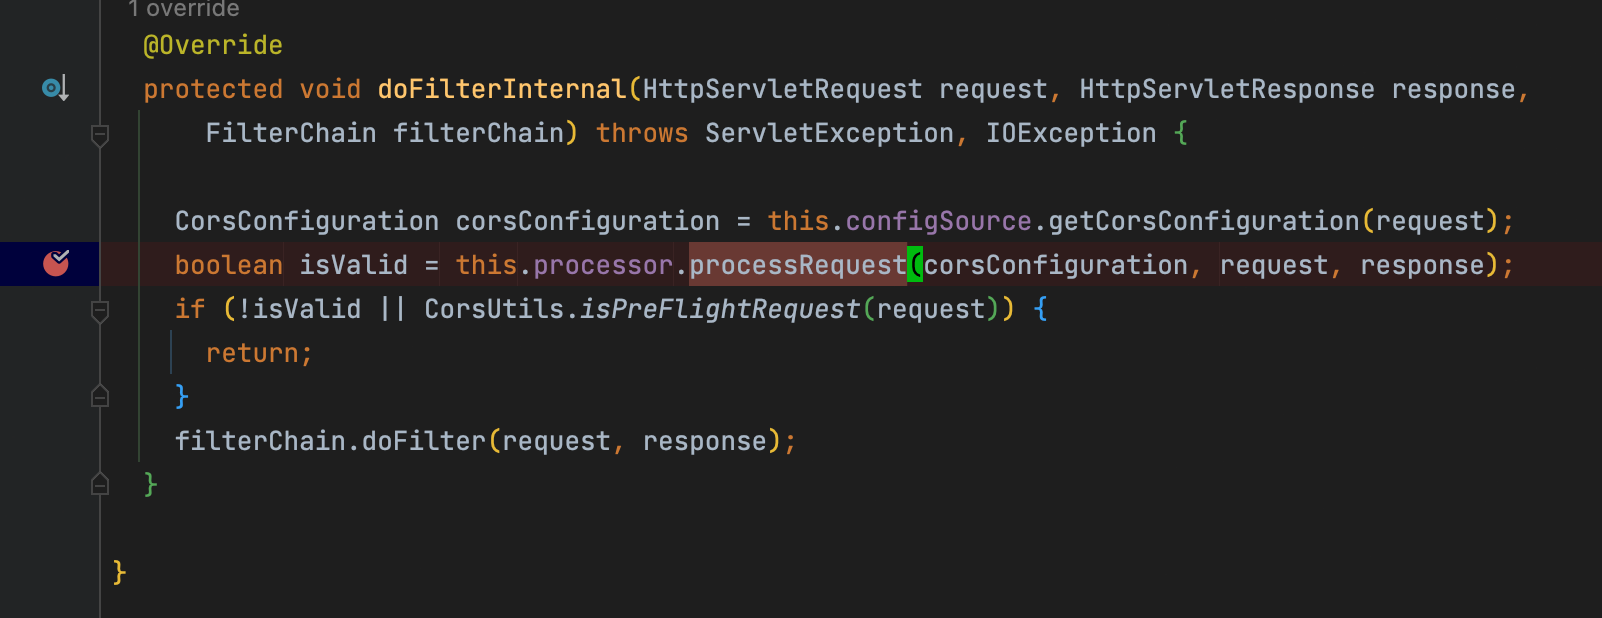 1 override
@Override
protected void doFilterInternal(HttpServletRequest request, HttpServletResponse response,
FilterChain filterChain) throws ServletException, IOException {
CorsConfiguration corsConfiguration = this.configSource.getCorsConfiguration(request);
boolean isValid = this.processor.processRequest(corsConfiguration, request, response);
if (!isValid || CorsUtils.isPreFlightRequest(request)) {
return;
}
filterChain.doFilter(request, response);
}
}